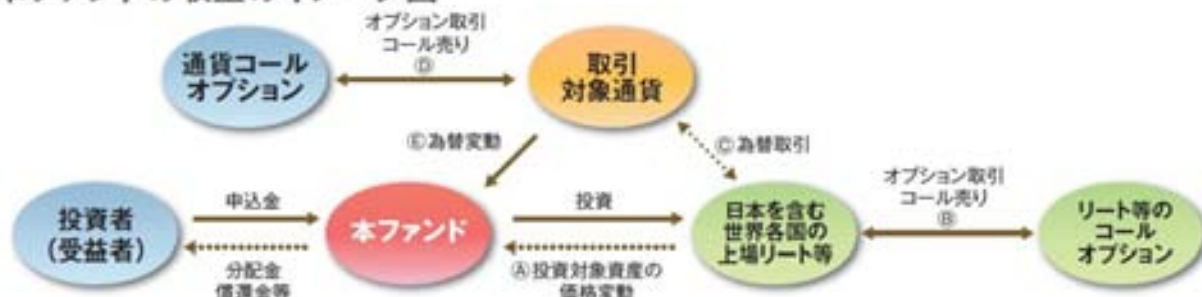 オプション取引
コール売り
Ⓓ
通貨コール
オプション
取引
対象通貨
Ⓔ為替変動
Ⓒ為替取引
オプション取引
コール売り
Ⓑ
投資者
(受益者)
申込金
分配金
償還金等
本ファンド
投資
Ⓐ投資対象資産の
価格変動
日本を含む
世界各国の
上場リート等
リート等の
コール
オプション